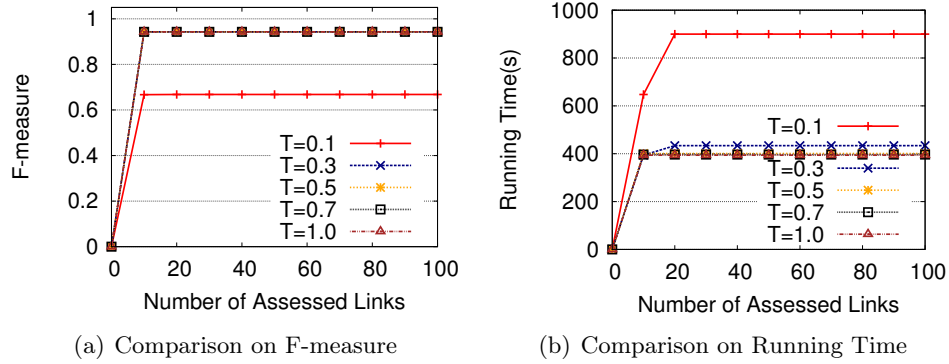 1
0.8
0.6
0.4
0.2
0
0 20 40 60 80 100
F-measure
Number of Assessed Links
T=0.1
T=0.3
T=0.5
T=0.7
T=1.0
(a) Comparison on F-measure
1000
800
600
400
200
0
0 20 40 60 80 100
Running Time(s)
Number of Assessed Links
T=0.1
T=0.3
T=0.5
T=0.7
T=1.0
(b) Comparison on Running Time